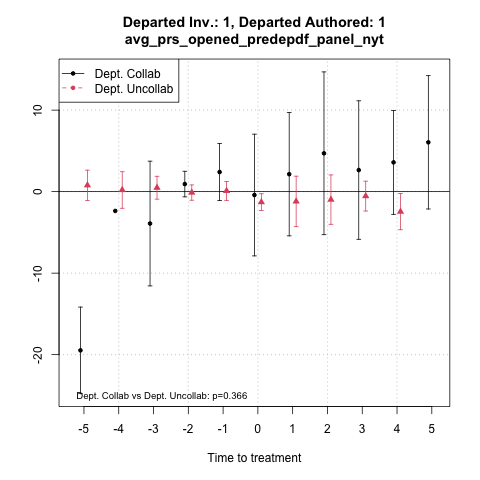 Departed Inv.: 1, Departed Authored: 1
avg_prs_opened_predepdf_panel_nyt
Dept. Collab
Dept. Uncollab
10
0
-10
-20
Dept. Collab vs Dept. Uncollab: p=0.366
-5 -4 -3 -2 -1 0 1 2 3 4 5
Time to treatment